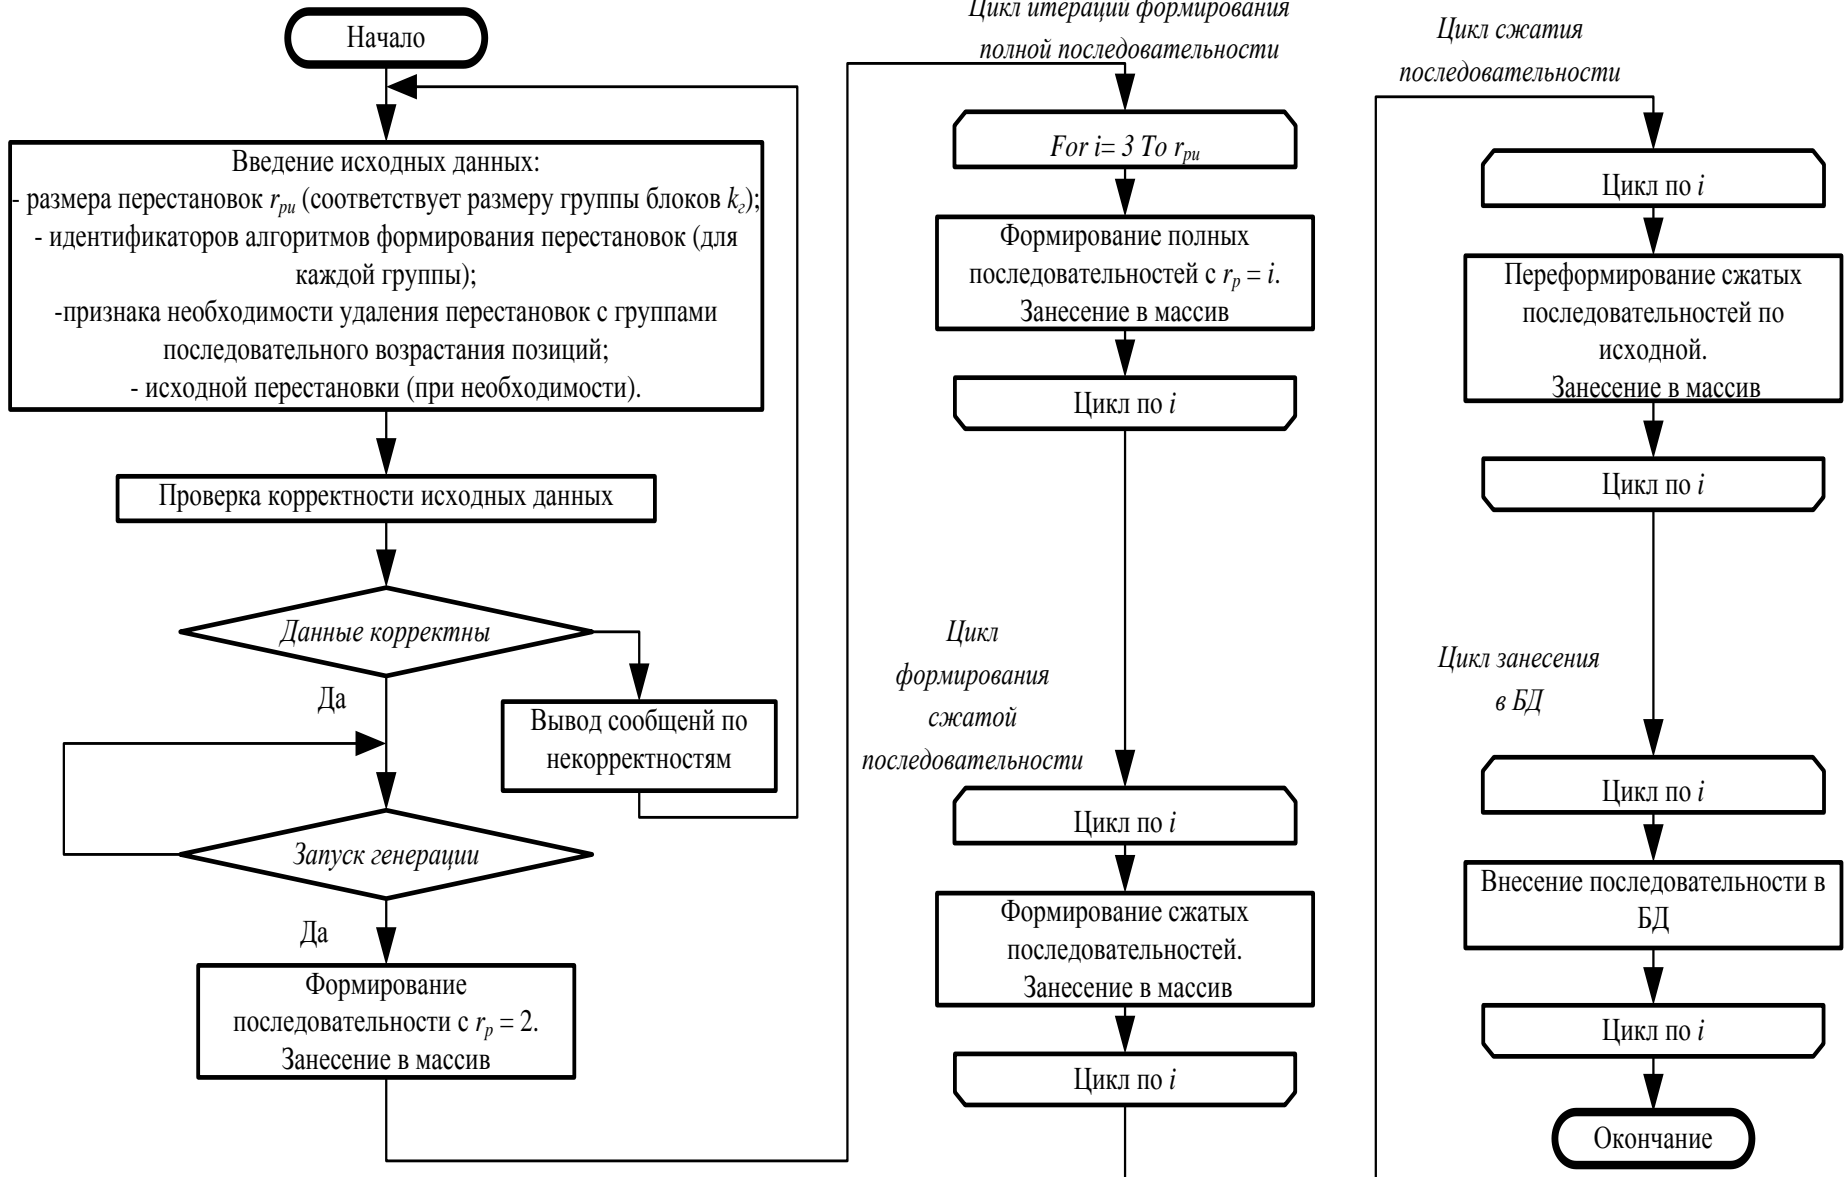 Начало
Введение исходных данных:
- размера перестановок rри (соответствует размеру группы блоков kг);
- идентификаторов алгоритмов формирования перестановок (для
каждой группы);
-признака необходимости удаления перестановок с группами
последовательного возрастания позиций;
- исходной перестановки (при необходимости).
Проверка корректности исходных данных
Данные корректны
Да
Вывод сообщенй по
некорректностям
Запуск генерации
Да
Формирование
последовательности с rp = 2.
Занесение в массив
Цикл итерации формирования
полной последовательности
For i= 3 To rри
Формирование полных
последовательностей с rp = i.
Занесение в массив
Цикл по i
Цикл
формирования
сжатой
последовательности
Цикл по i
Формирование сжатых
последовательностей.
Занесение в массив
Цикл по i
Цикл сжатия
последовательности
Цикл по i
Переформирование сжатых
последовательностей по
исходной.
Занесение в массив
Цикл по i
Цикл занесения
в БД
Цикл по i
Внесение последовательности в
БД
Цикл по i
Окончание